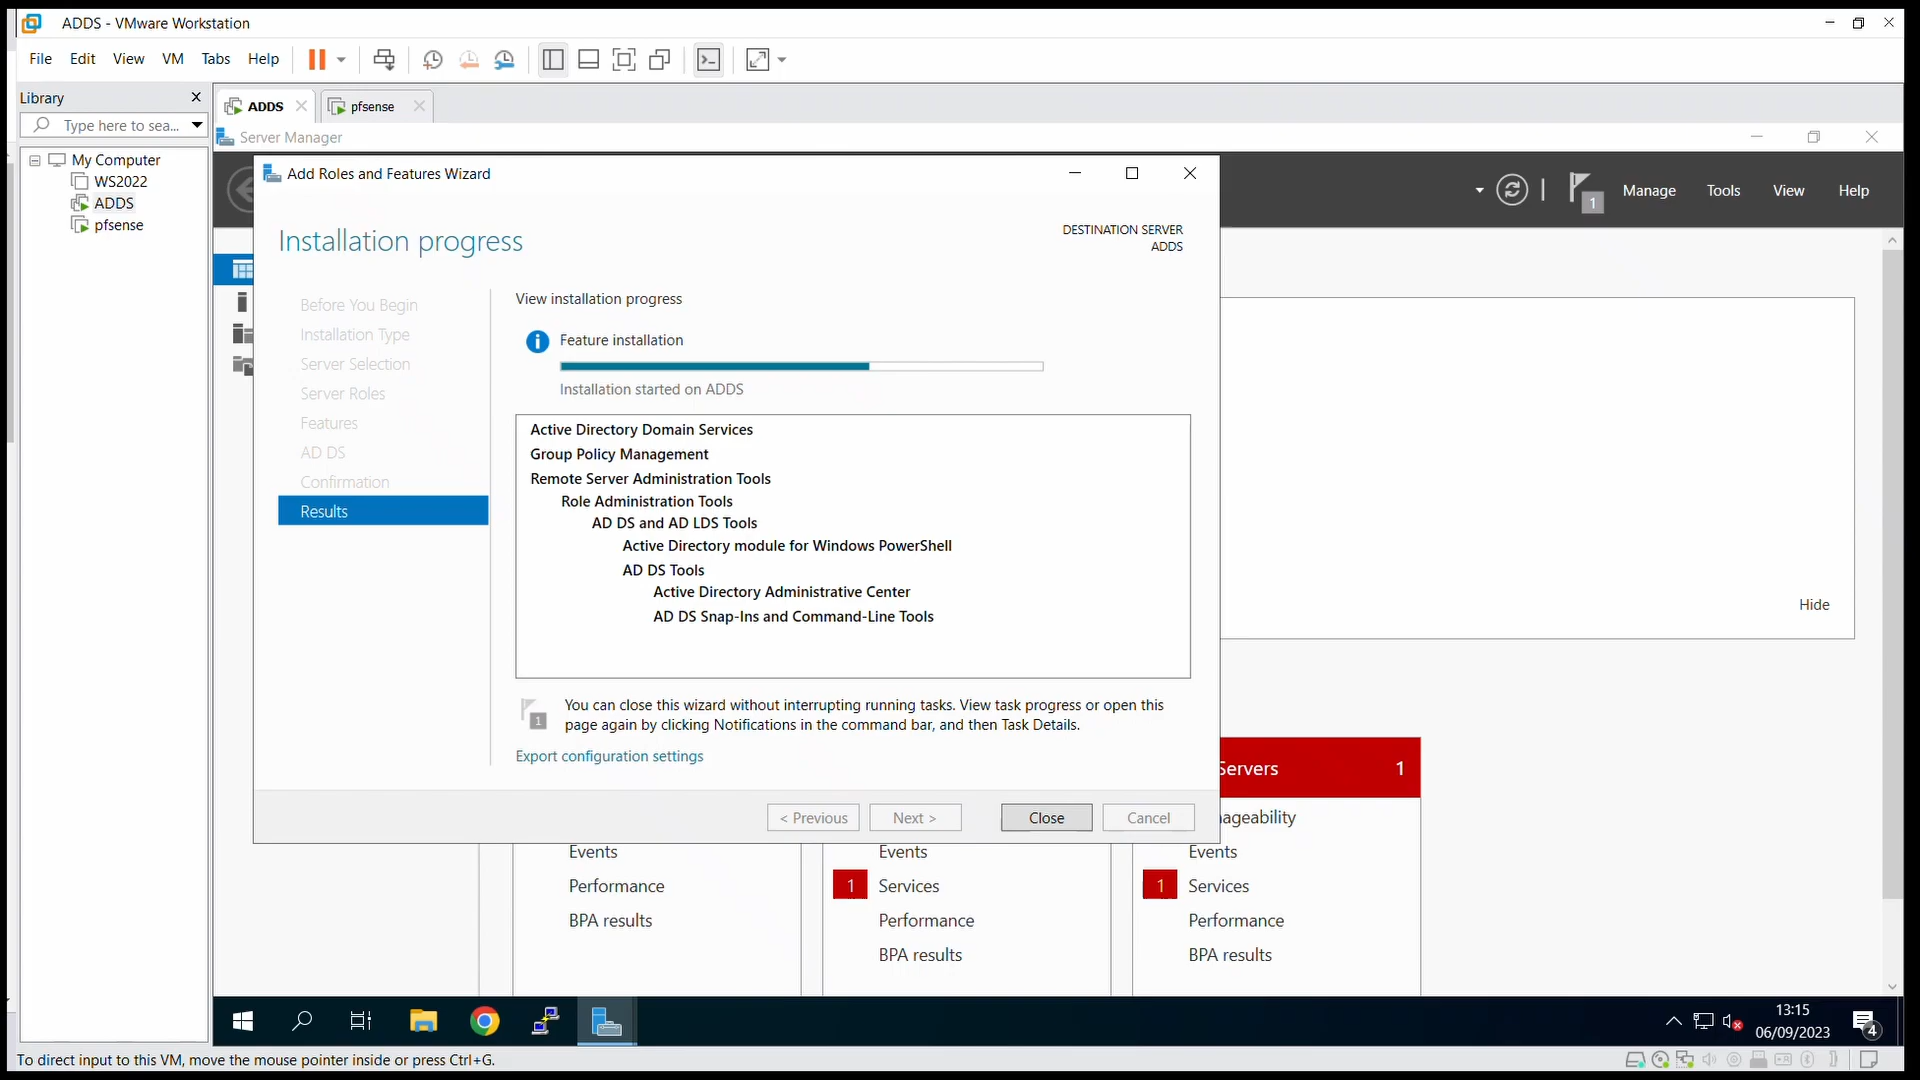 ADDS - VMware Workstation
File Edit View VM Tabs Help
Library
Type here to sea...
My Computer
WS2022
ADDS
pfsense
ADDS
pfsense
Server Manager
1
Manage
Tools
View
Help
Add Roles and Features Wizard
Installation progress
DESTINATION SERVER
ADDS
Before You Begin
Installation Type
Server Selection
Server Roles
Features
AD DS
Confirmation
Results
View installation progress
Feature installation
Installation started on ADDS
Active Directory Domain Services
Group Policy Management
Remote Server Administration Tools
Role Administration Tools
AD DS and AD LDS Tools
Active Directory module for Windows PowerShell
AD DS Tools
Active Directory Administrative Center
AD DS Snap-Ins and Command-Line Tools
1
You can close this wizard without interrupting running tasks. View task progress or open this
page again by clicking Notifications in the command bar, and then Task Details.
Export configuration settings
< Previous
Next >
Close
Cancel
Hide
Servers 1
nageability
Events
Performance
BPA results
Events
1 Services
Performance
BPA results
Events
1 Services
Performance
BPA results
13:15
06/09/2023
4
To direct input to this VM, move the mouse pointer inside or press Ctrl+G.